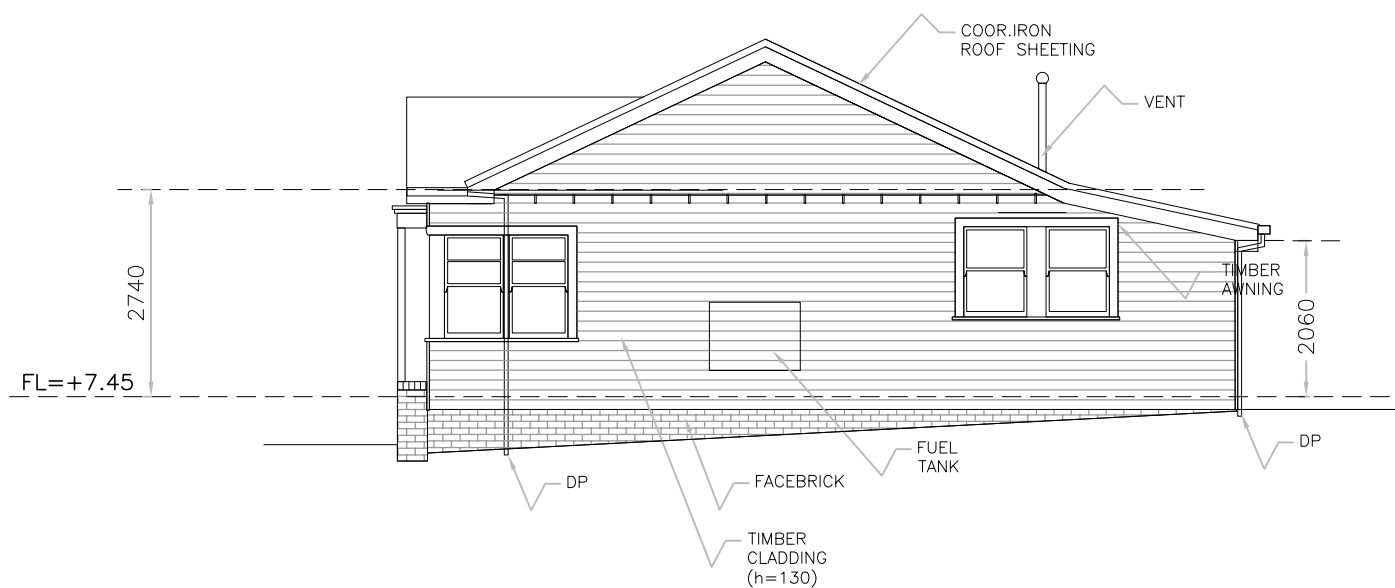 COOR.IRON
ROOF SHEETING
VENT
2740
TIMBER
AWNING
2060
FL=+7.45
FUEL
TANK
DP
DP
FACEBRICK
TIMBER
CLADDING
(h=130)